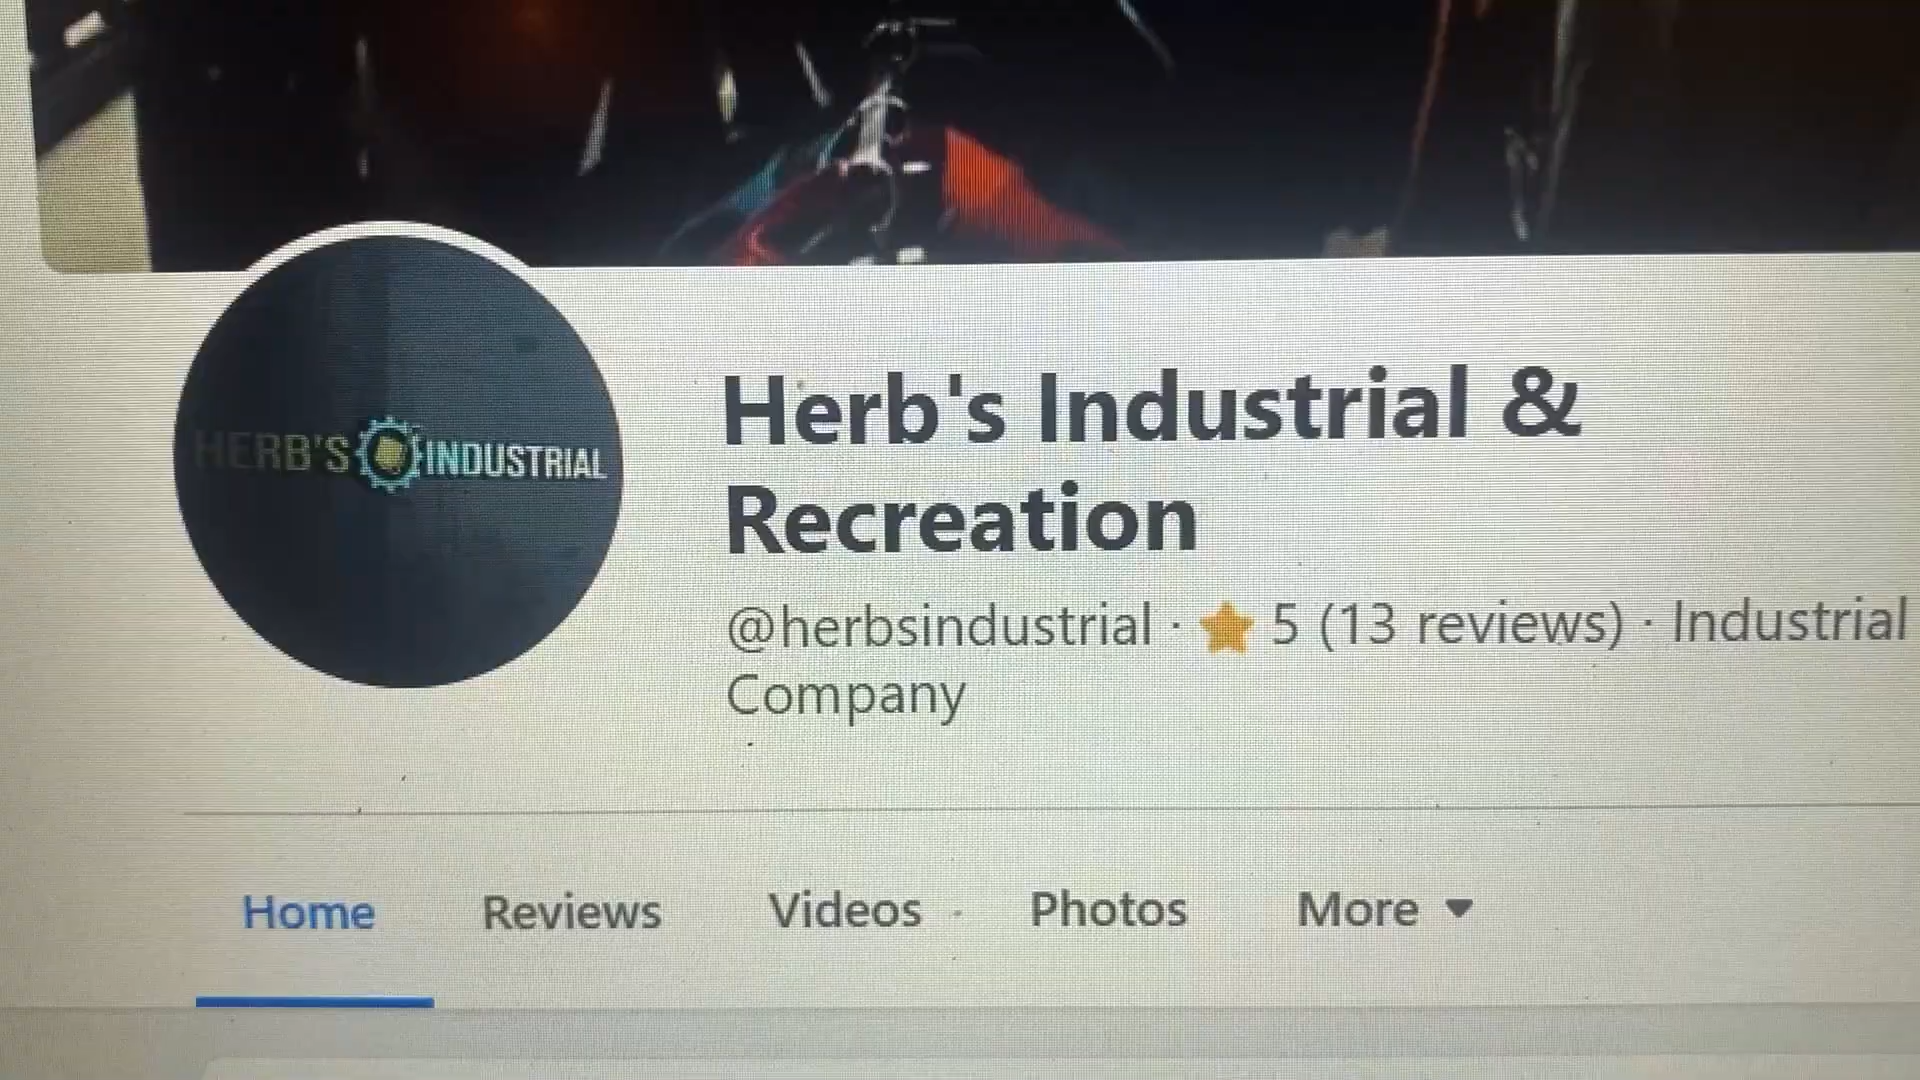 HERB'S INDUSTRIAL
Herb's Industrial &
Recreation
@herbsindustrial · 5 (13 reviews) · Industrial
Company
Home Reviews Videos Photos More